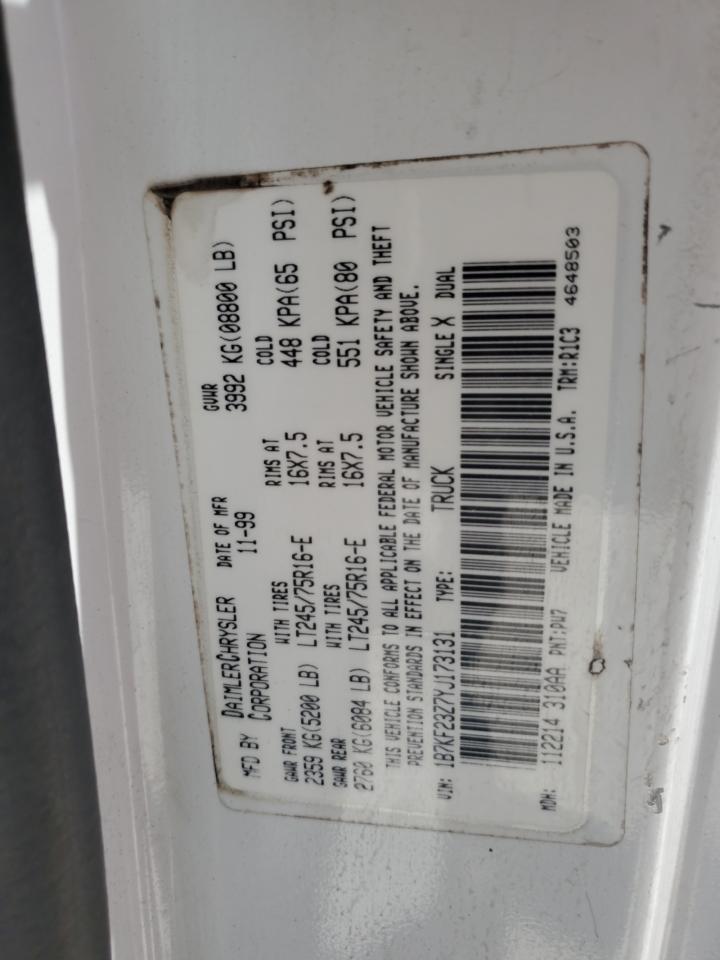 MFD BY DAIMLERCHRYSLER CORPORATION DATE OF MFR 11-99 GVWR 3992 KG(08800 LB)
GAWR FRONT WITH TIRES RIMS AT COLD
2359 KG(5200 LB) LT245/75R16-E 16X7.5 448 KPA(65 PSI)
GAWR REAR WITH TIRES RIMS AT COLD
2760 KG(6084 LB) LT245/75R16-E 16X7.5 551 KPA(80 PSI)
THIS VEHICLE CONFORMS TO ALL APPLICABLE FEDERAL MOTOR VEHICLE SAFETY AND THEFT
PREVENTION STANDARDS IN EFFECT ON THE DATE OF MANUFACTURE SHOWN ABOVE.
VIN: 1B7KF23Z7YJ173131 TYPE: TRUCK SINGLE X DUAL
MDH: 112214 310AA PNT:PW7 VEHICLE MADE IN U.S.A. TRM:R1C3 4648503